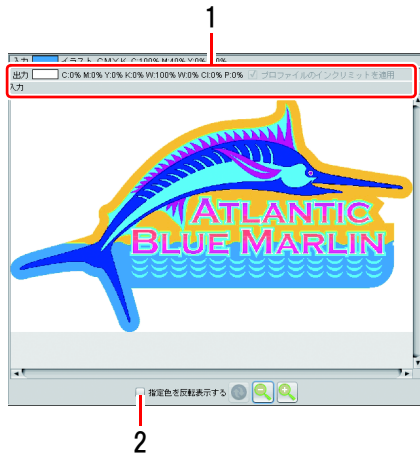 1
入力 イラスト CMYK C:100% M:40% Y:0% K:0%
出力 C:0% M:0% Y:0% K:0% W:100% W:0% Cl:0% P:0% プロファイルのインクリミットを適用
入力
ATLANTIC
BLUE MARLIN
指定色を反転表示する
2